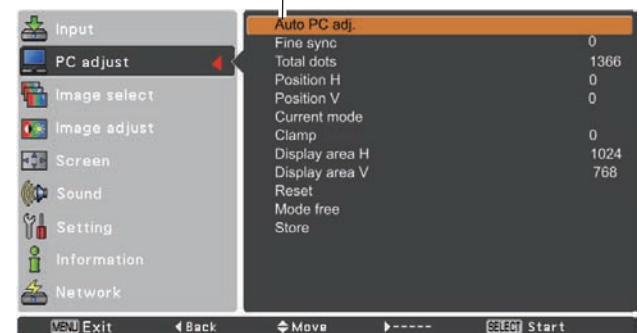 Input
PC adjust
Image select
Image adjust
Screen
Sound
Setting
Information
Network
Auto PC adj.
Fine sync 0
Total dots 1366
Position H 0
Position V 0
Current mode
Clamp 0
Display area H 1024
Display area V 768
Reset
Mode free
Store
MENU Exit Back Move ----- SELECT Start